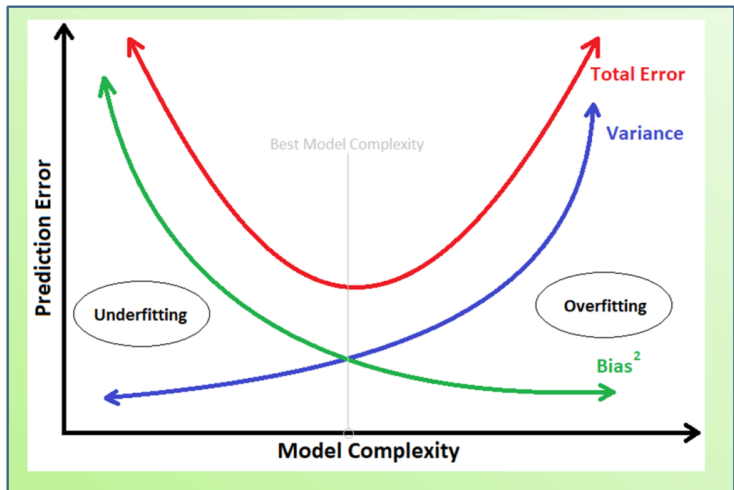 Total Error
Variance
Best Model Complexity
Prediction Error
Underfitting
Overfitting
Bias²
Model Complexity